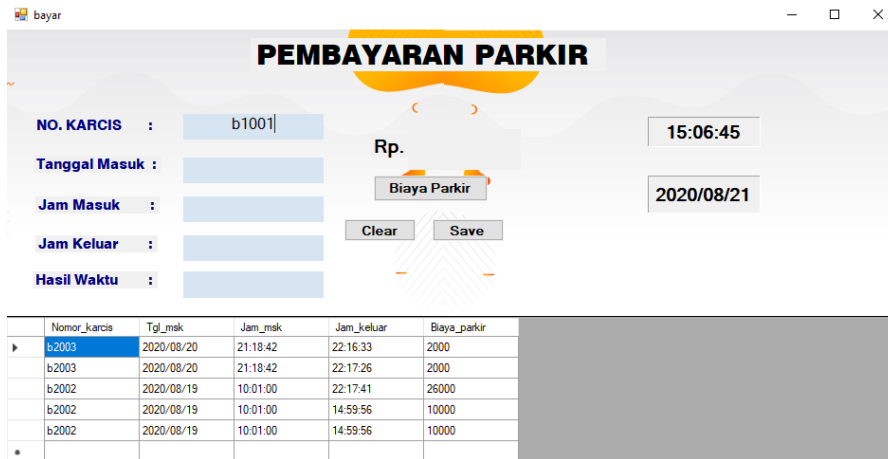 bayar
PEMBAYARAN PARKIR
NO. KARCIS : b1001
Tanggal Masuk :
Jam Masuk :
Jam Keluar :
Hasil Waktu :
Rp.
Biaya Parkir
Clear Save
15:06:45
2020/08/21
Nomor_karcis Tgl_msk Jam_msk Jam_keluar Biaya_parkir
b2003 2020/08/20 21:18:42 22:16:33 2000
b2003 2020/08/20 21:18:42 22:17:26 2000
b2002 2020/08/19 10:01:00 22:17:41 26000
b2002 2020/08/19 10:01:00 14:59:56 10000
b2002 2020/08/19 10:01:00 14:59:56 10000